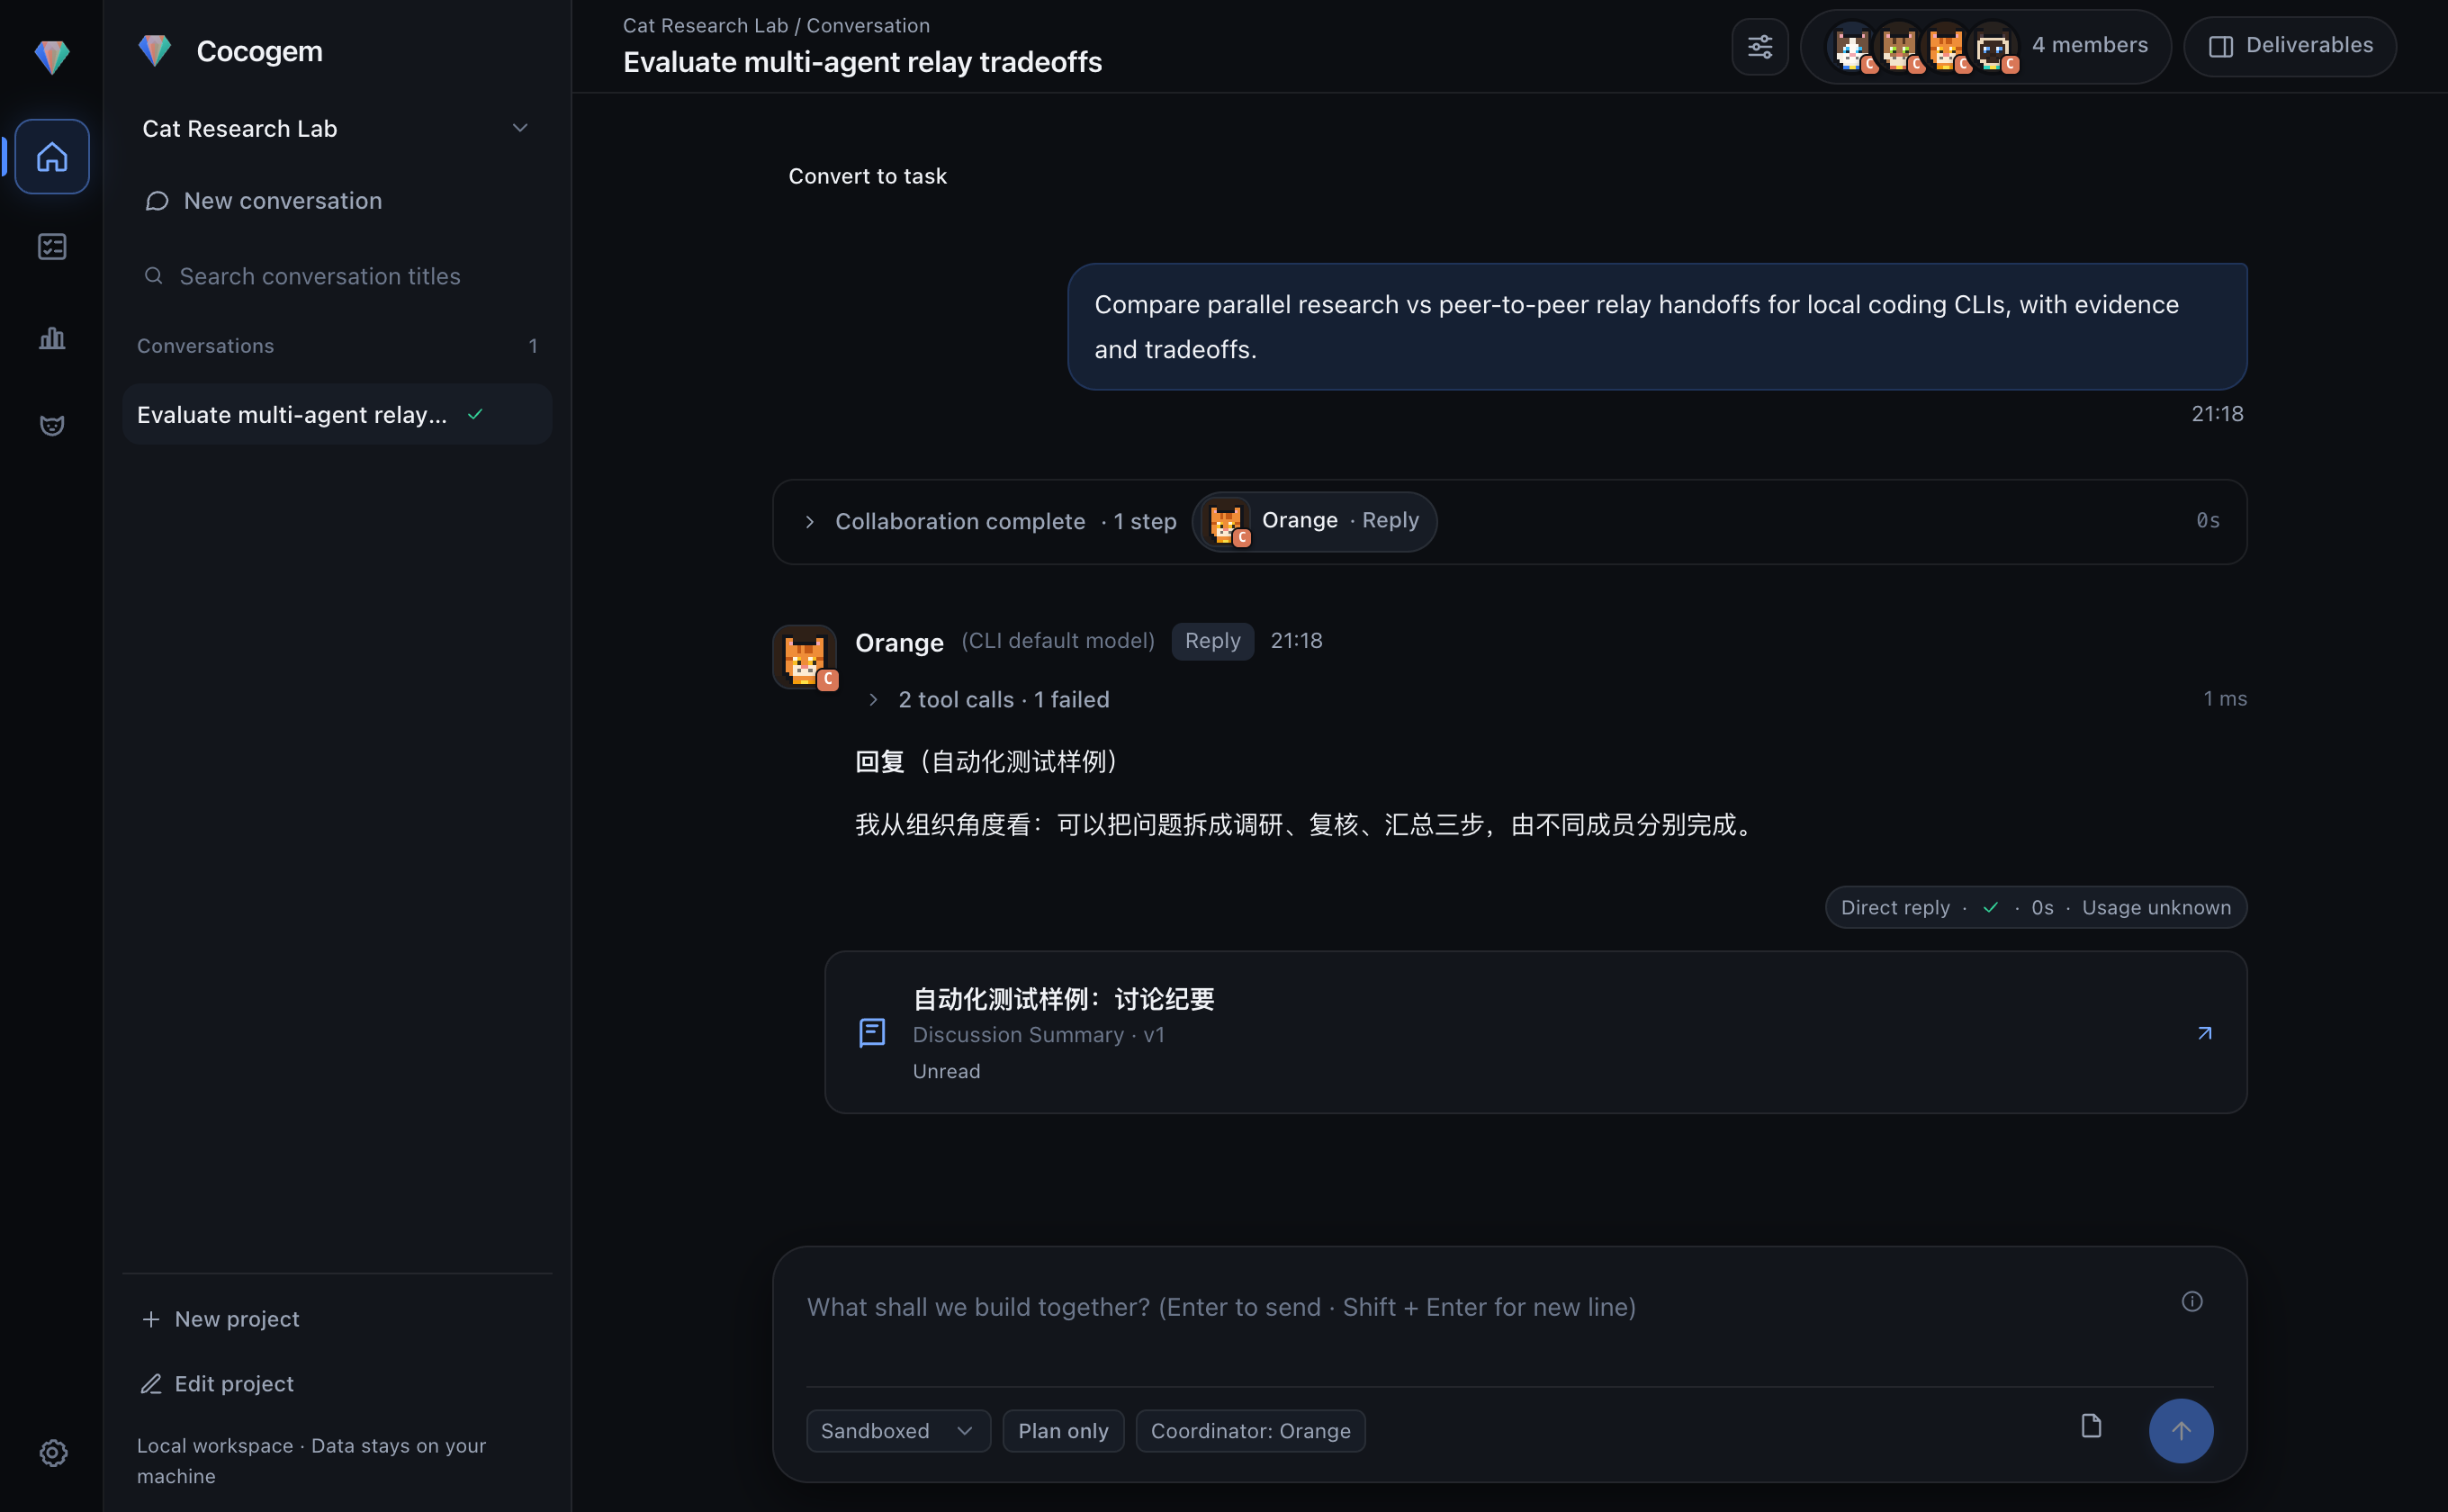 Cocogem
Cat Research Lab
New conversation
Search conversation titles
Conversations 1
Evaluate multi-agent relay...
New project
Edit project
Local workspace · Data stays on your
machine
Cat Research Lab / Conversation
Evaluate multi-agent relay tradeoffs
C C C C 4 members
Deliverables
Convert to task
Compare parallel research vs peer-to-peer relay handoffs for local coding CLIs, with evidence
and tradeoffs.
21:18
Collaboration complete · 1 step C Orange · Reply 0s
C
Orange (CLI default model) Reply 21:18
2 tool calls · 1 failed 1 ms
回复（自动化测试样例）
我从组织角度看：可以把问题拆成调研、复核、汇总三步，由不同成员分别完成。
Direct reply · ✓ · 0s · Usage unknown
自动化测试样例：讨论纪要
Discussion Summary · v1
Unread
What shall we build together? (Enter to send · Shift + Enter for new line)
Sandboxed Plan only Coordinator: Orange